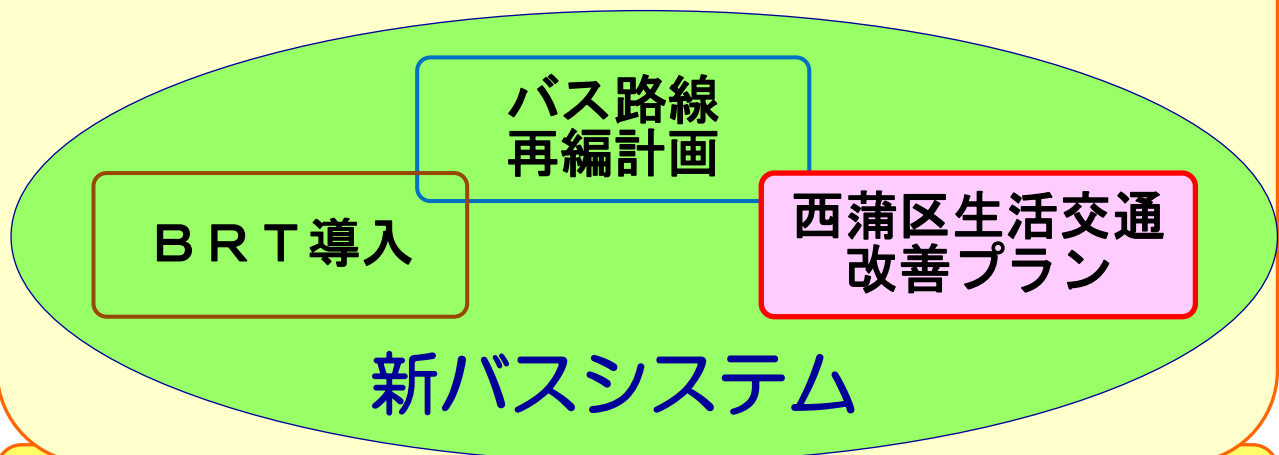 バス路線
再編計画
ＢＲＴ導入
西蒲区生活交通
改善プラン
新バスシステム